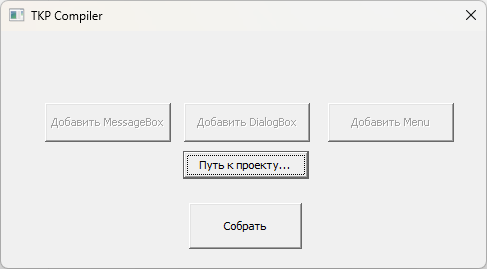 TKP Compiler
Добавить MessageBox
Добавить DialogBox
Добавить Menu
Путь к проекту...
Собрать